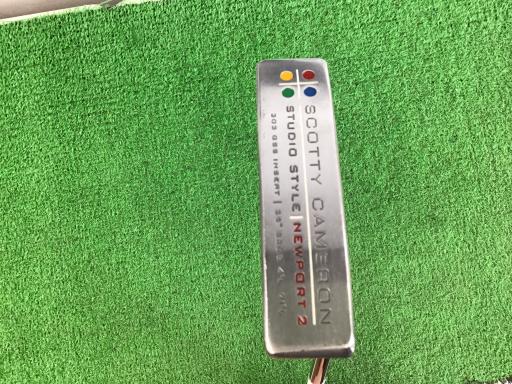 SCOTTY CAMERON
STUDIO STYLE | NEWPORT 2
303 GSS INSERT |